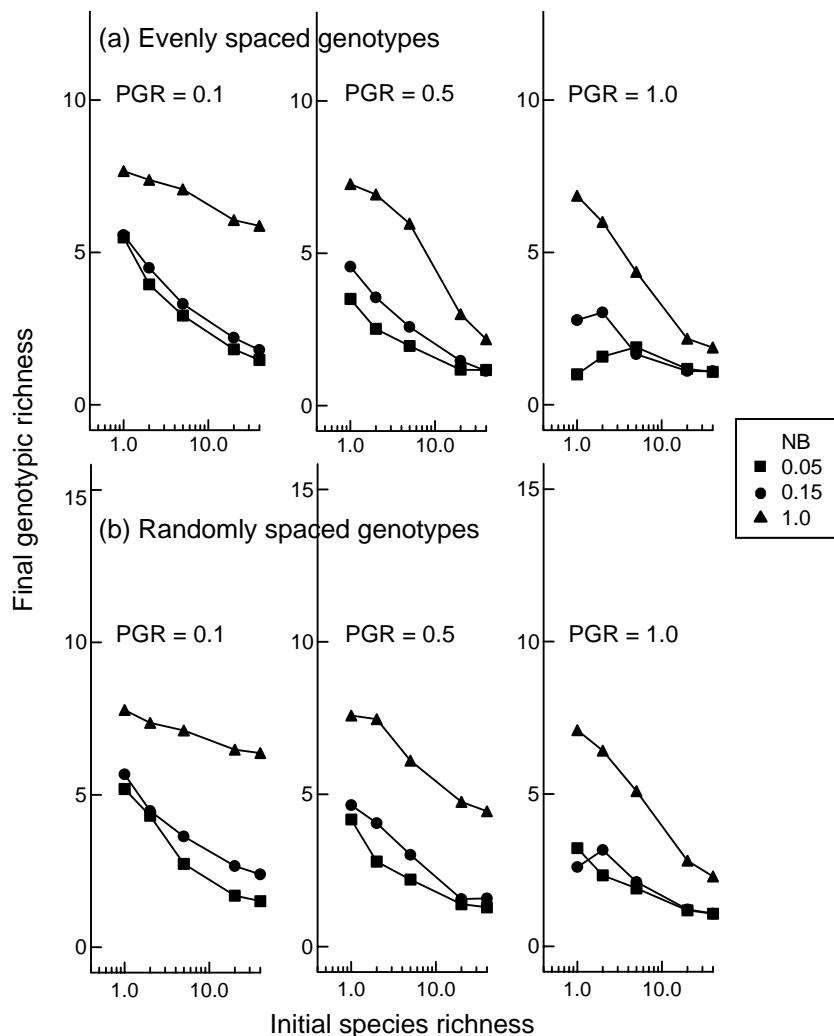 (a) Evenly spaced genotypes
PGR = 0.1
PGR = 0.5
PGR = 1.0
10
10
10
5
5
5
0
0
0
1.0 10.0
1.0 10.0
1.0 10.0
NB
0.05
0.15
1.0
Final genotypic richness
(b) Randomly spaced genotypes
15
15
15
PGR = 0.1
PGR = 0.5
PGR = 1.0
10
10
10
5
5
5
0
0
0
1.0 10.0
1.0 10.0
1.0 10.0
Initial species richness